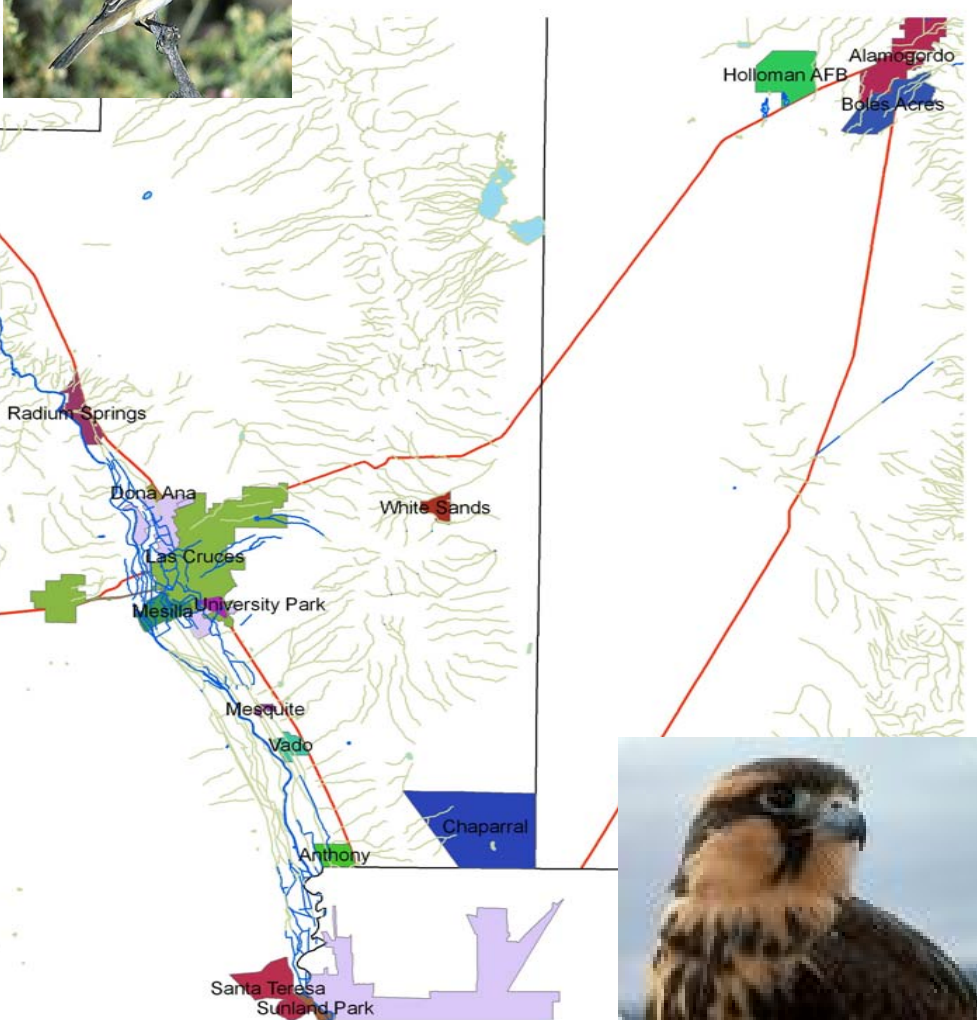 Alamogordo
Holloman AFB
Boles Acres
Radium Springs
Dona Ana
White Sands
Las Cruces
University Park
Mesilla
Mesquite
Vado
Chaparral
Anthony
Santa Teresa
Sunland Park